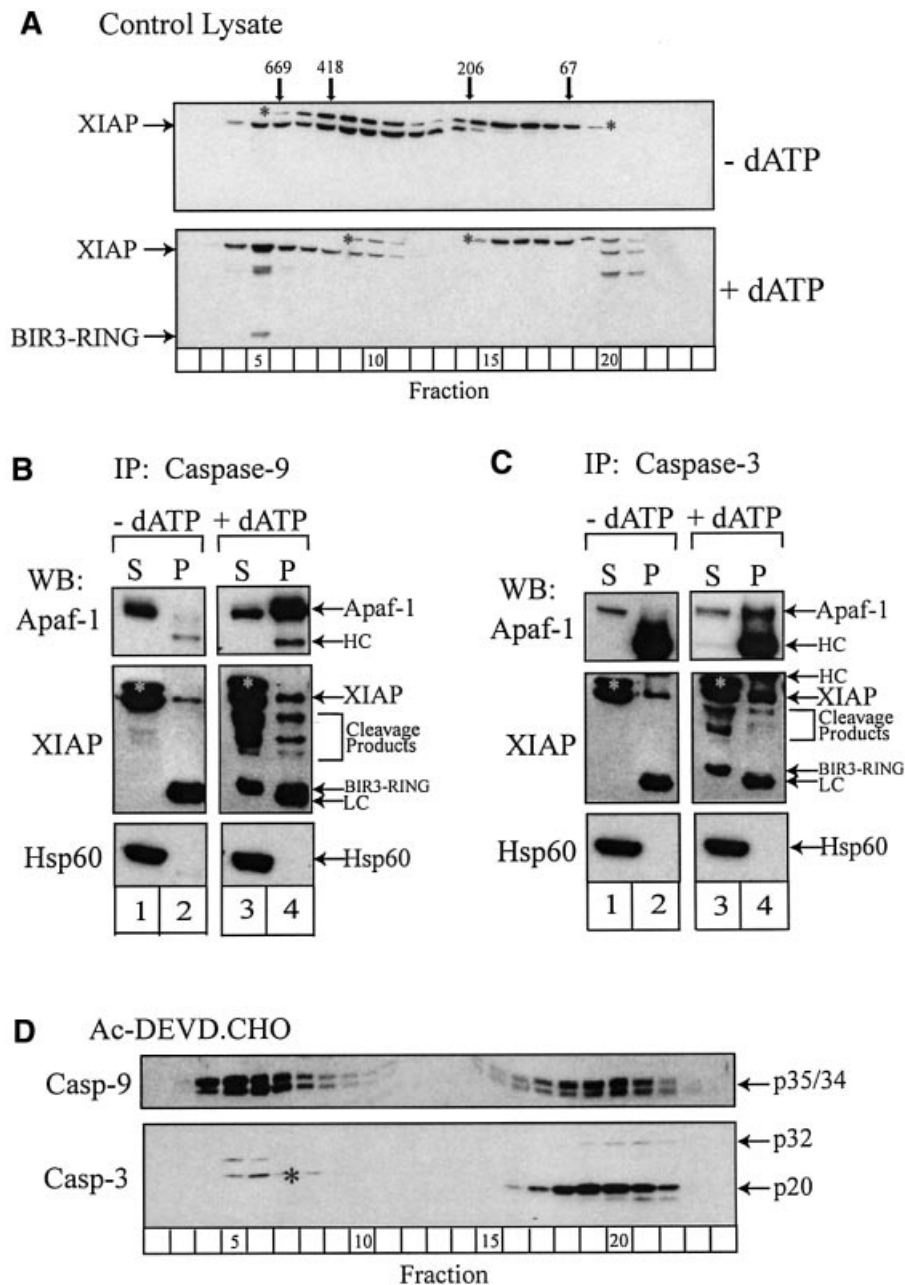 A Control Lysate
669 418 206 67
XIAP * * - dATP
XIAP * * + dATP
BIR3-RING
5 10 15 20
Fraction
B IP: Caspase-9
- dATP + dATP
WB: S P S P
Apaf-1 Apaf-1
HC
XIAP * * XIAP
Cleavage
Products
BIR3-RING
LC
Hsp60 Hsp60
1 2 3 4
C IP: Caspase-3
- dATP + dATP
WB: S P S P
Apaf-1 Apaf-1
HC
* * HC
XIAP XIAP
Cleavage
Products
BIR3-RING
LC
Hsp60 Hsp60
1 2 3 4
D Ac-DEVD.CHO
Casp-9 p35/34
p32
Casp-3 * p20
5 10 15 20
Fraction